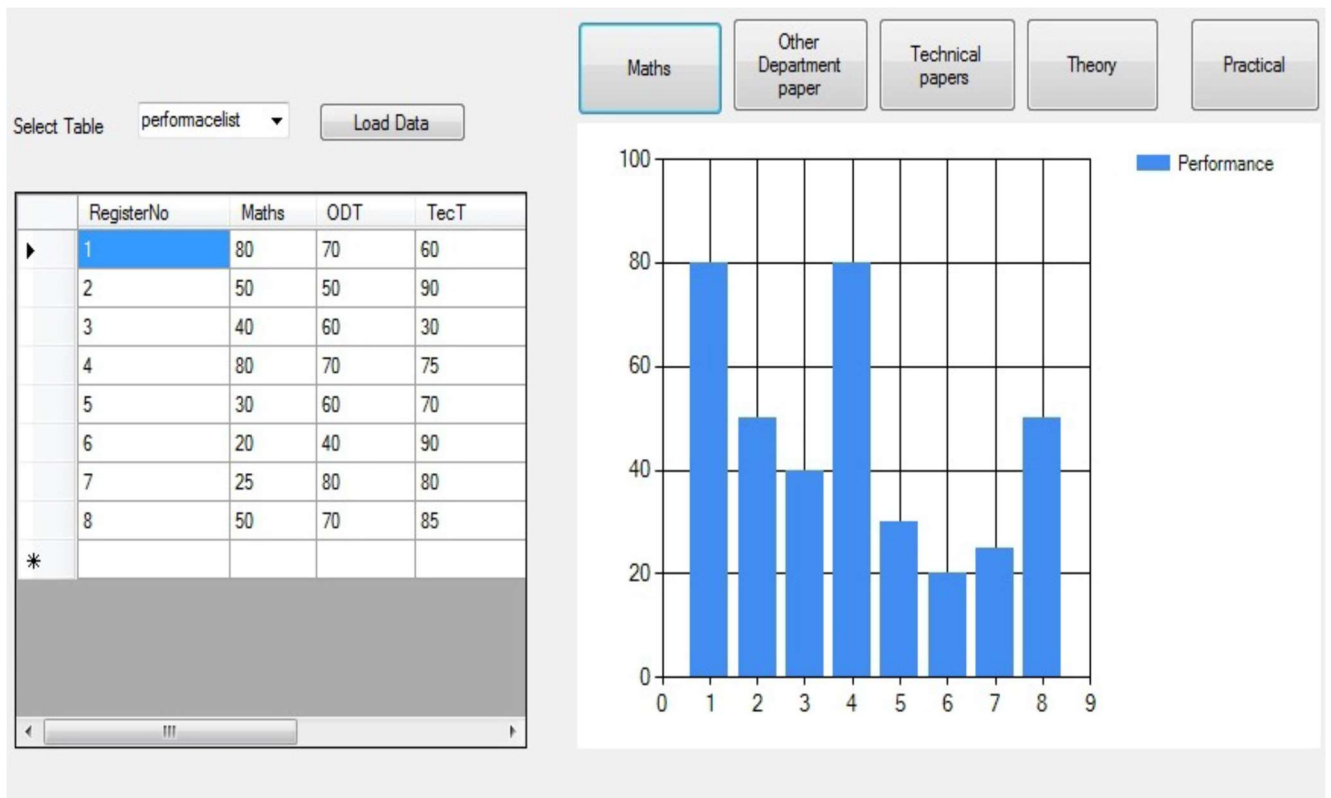 Maths
Other
Department
paper
Technical
papers
Theory
Practical
Select Table performacelist Load Data
RegisterNo Maths ODT TecT
1 80 70 60
2 50 50 90
3 40 60 30
4 80 70 75
5 30 60 70
6 20 40 90
7 25 80 80
8 50 70 85
Performance
100
80
60
40
20
0
0 1 2 3 4 5 6 7 8 9